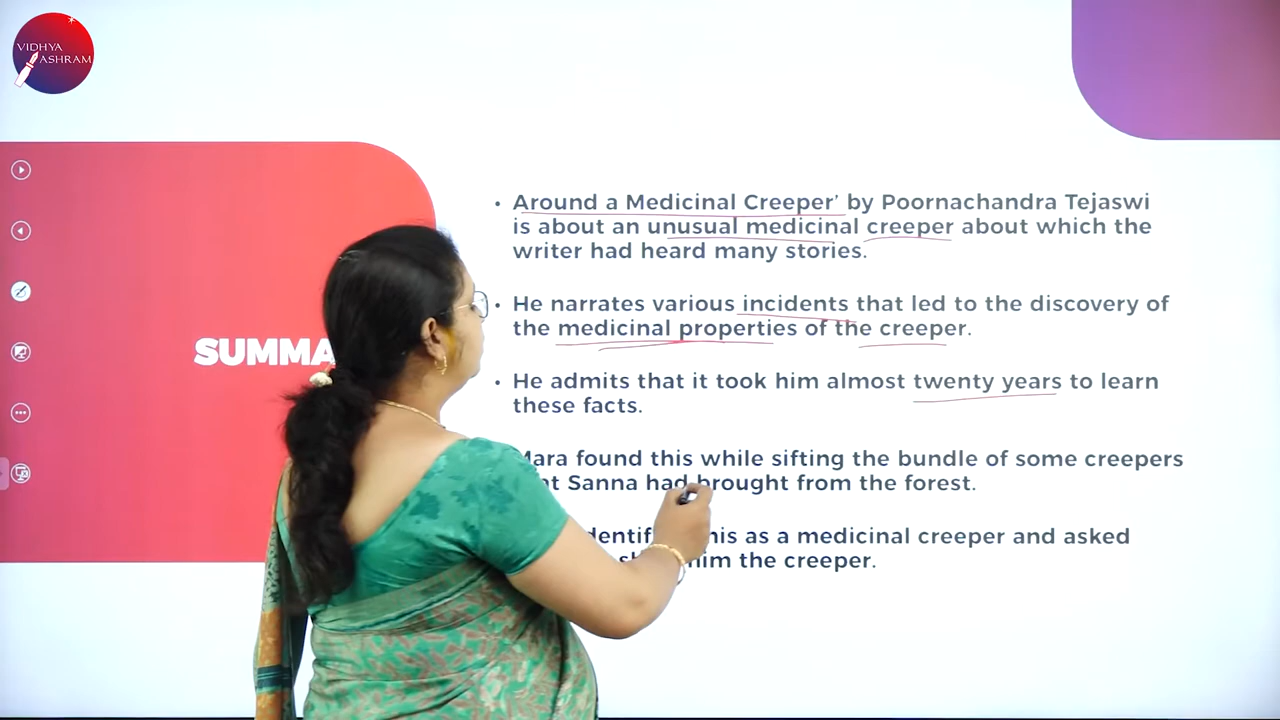 VIDHYA
ASHRAM
SUMMA
Around a Medicinal Creeper’ by Poornachandra Tejaswi
is about an unusual medicinal creeper about which the
writer had heard many stories.
He narrates various incidents that led to the discovery of
the medicinal properties of the creeper.
He admits that it took him almost twenty years to learn
these facts.
Mara found this while sifting the bundle of some creepers
Sanna had brought from the forest.
this as a medicinal creeper and asked
him the creeper.